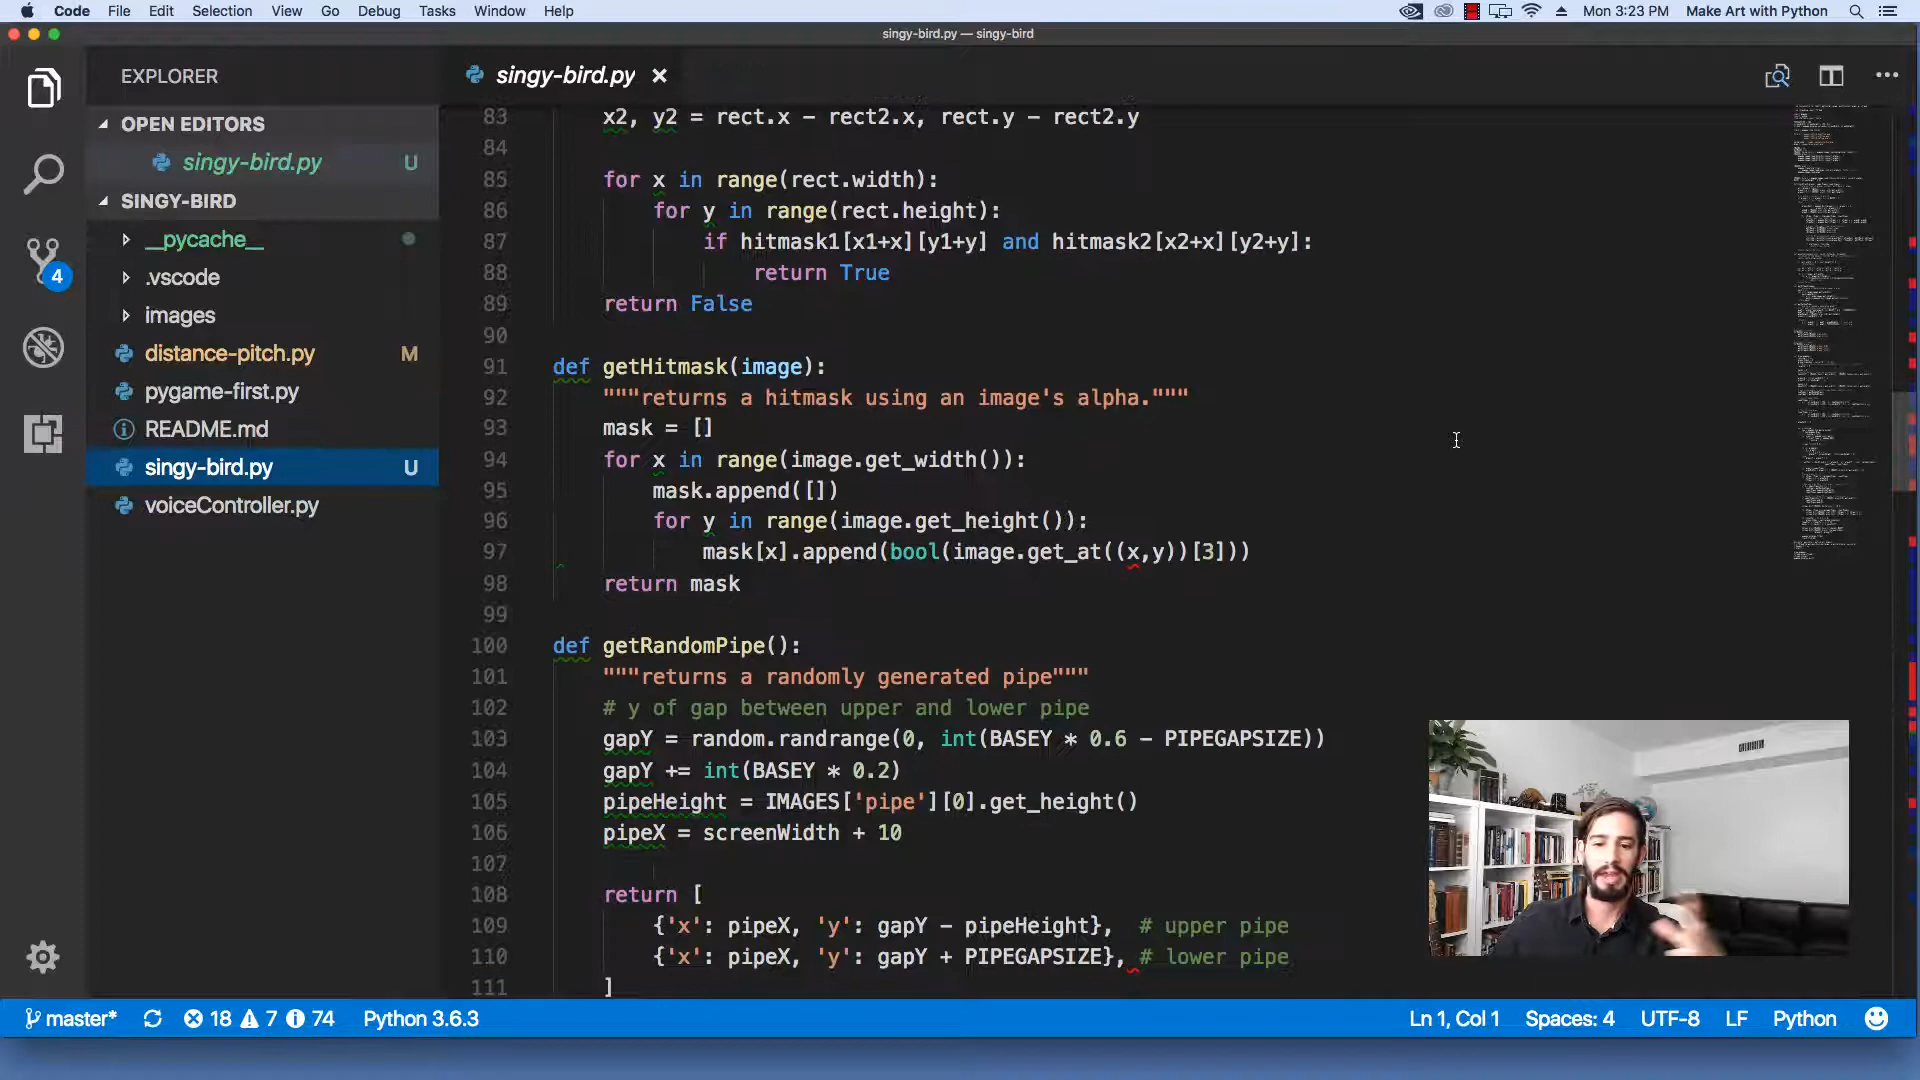 Code File Edit Selection View Go Debug Tasks Window Help
Mon 3:23 PM Make Art with Python
singy-bird.py — singy-bird
EXPLORER
OPEN EDITORS
singy-bird.py U
SINGY-BIRD
__pycache__
.vscode
images
distance-pitch.py M
pygame-first.py
README.md
singy-bird.py U
voiceController.py
4
singy-bird.py
83 x2, y2 = rect.x - rect2.x, rect.y - rect2.y
84
85 for x in range(rect.width):
86 for y in range(rect.height):
87 if hitmask1[x1+x][y1+y] and hitmask2[x2+x][y2+y]:
88 return True
89 return False
90
91 def getHitmask(image):
92 """returns a hitmask using an image's alpha."""
93 mask = []
94 for x in range(image.get_width()):
95 mask.append([])
96 for y in range(image.get_height()):
97 mask[x].append(bool(image.get_at((x,y))[3]))
98 return mask
99
100 def getRandomPipe():
101 """returns a randomly generated pipe"""
102 # y of gap between upper and lower pipe
103 gapY = random.randrange(0, int(BASEY * 0.6 - PIPEGAPSIZE))
104 gapY += int(BASEY * 0.2)
105 pipeHeight = IMAGES['pipe'][0].get_height()
106 pipeX = screenWidth + 10
107
108 return [
109 {'x': pipeX, 'y': gapY - pipeHeight}, # upper pipe
110 {'x': pipeX, 'y': gapY + PIPEGAPSIZE}, # lower pipe
111 ]
master* 18 7 74 Python 3.6.3
Ln 1, Col 1 Spaces: 4 UTF-8 LF Python